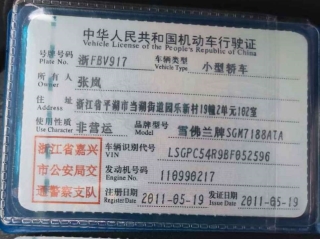 中华人民共和国机动车行驶证
Vehicle License of the People's Republic of China
号牌号码 Plate No. 浙FBV917 车辆类型 Vehicle Type 小型轿车
所有人 Owner 张岚
住址 Address 浙江省平湖市当湖街道园乐新村19幢2单元102室
使用性质 Use Character 非营运 品牌型号 Model 雪佛兰牌SGM7188ATA
浙江省嘉兴市公安局交通警察支队
车辆识别代号 VIN LSGPC54R9BF052596
发动机号码 Engine No. 110990217
注册日期 Register Date 2011-05-19 发证日期 Issue Date 2011-05-19